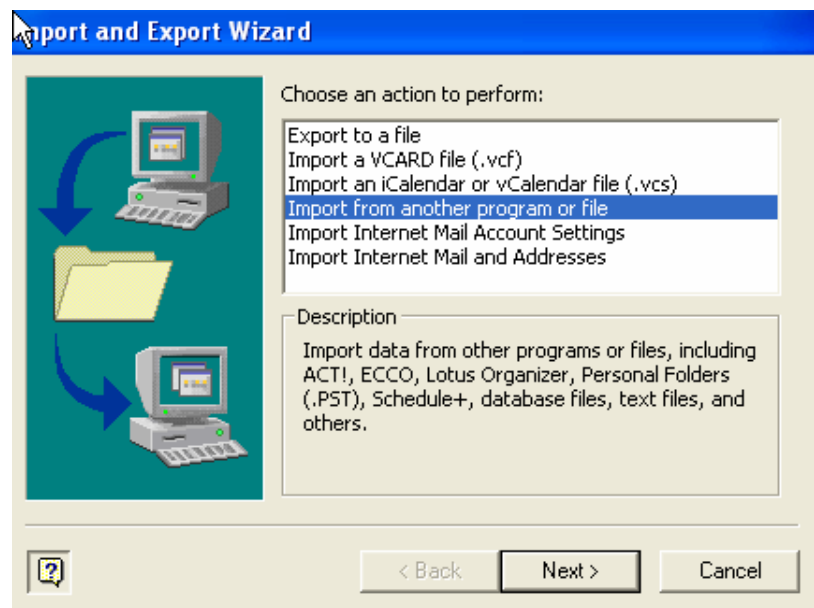 Import and Export Wizard
Choose an action to perform:
Export to a file
Import a VCARD file (.vcf)
Import an iCalendar or vCalendar file (.vcs)
Import from another program or file
Import Internet Mail Account Settings
Import Internet Mail and Addresses
Description
Import data from other programs or files, including
ACT!, ECCO, Lotus Organizer, Personal Folders
(.PST), Schedule+, database files, text files, and
others.
?
< Back
Next >
Cancel